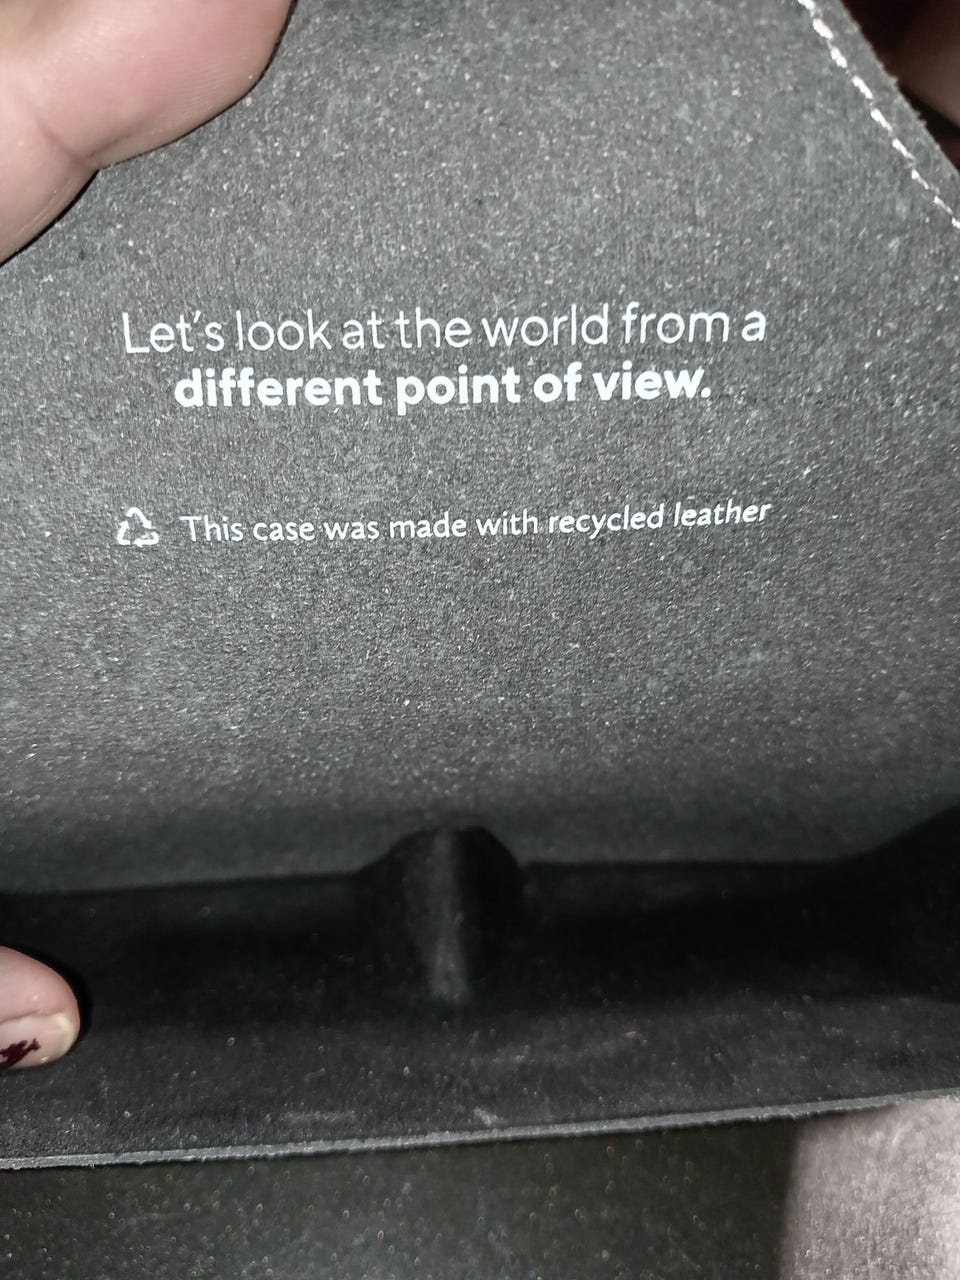 Let's look at the world from a
different point of view.
This case was made with recycled leather